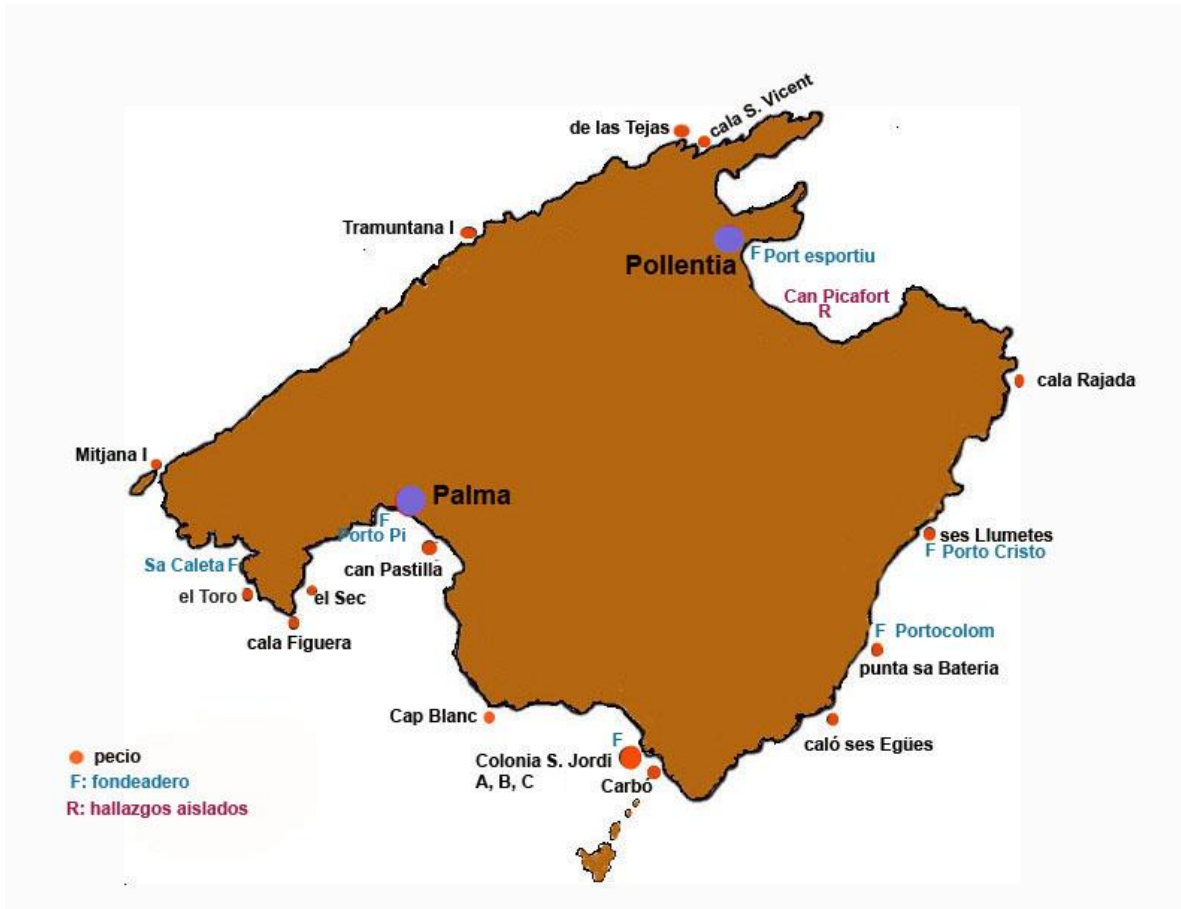 cala S. Vicent
de las Tejas
Tramuntana I
Pollentia
F Port esportiu
Can Picafort
R
cala Rajada
Mitjana I
Palma
F
Porto Pi
can Pastilla
ses Llumetes
F Porto Cristo
Sa Caleta F
el Toro
el Sec
cala Figuera
F Portocolom
punta sa Bateria
Cap Blanc
caló ses Egües
F
Colonia S. Jordi
A, B, C
Carbó
pecio
F: fondeadero
R: hallazgos aislados